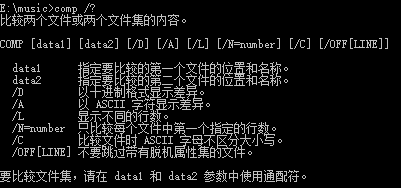 E:\music>comp /?
比较两个文件或两个文件集的内容。
COMP [data1] [data2] [/D] [/A] [/L] [/N=number] [/C] [/OFF[LINE]]
data1 指定要比较的第一个文件的位置和名称。
data2 指定要比较的第二个文件的位置和名称。
/D 以十进制格式显示差异。
/A 以 ASCII 字符显示差异。
/L 显示不同的行数。
/N=number 只比较每个文件中第一个指定的行数。
/C 比较文件时 ASCII 字母不区分大小写。
/OFF[LINE] 不要跳过带有脱机属性集的文件。
要比较文件集，请在 data1 和 data2 参数中使用通配符。